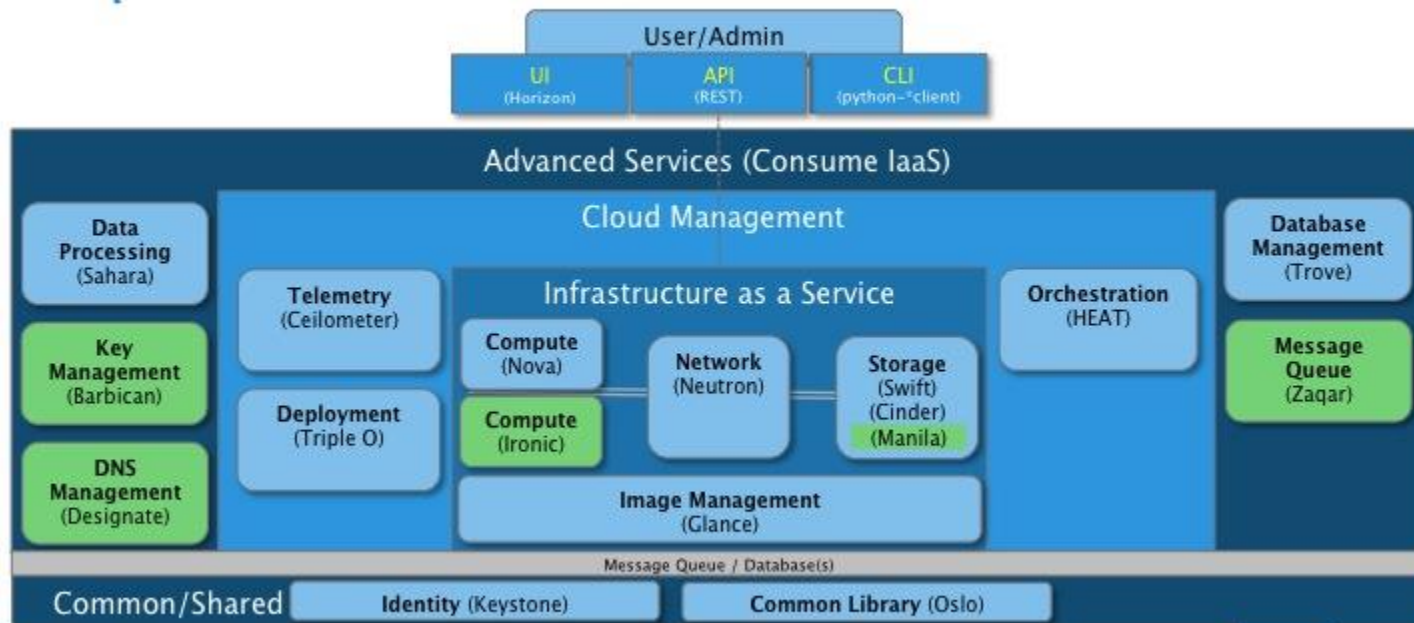 User/Admin
UI
(Horizon)
API
(REST)
CLI
(python-*client)
Advanced Services (Consume IaaS)
Data
Processing
(Sahara)
Key
Management
(Barbican)
DNS
Management
(Designate)
Cloud Management
Telemetry
(Ceilometer)
Deployment
(Triple O)
Infrastructure as a Service
Compute
(Nova)
Compute
(Ironic)
Network
(Neutron)
Storage
(Swift)
(Cinder)
(Manila)
Image Management
(Glance)
Orchestration
(HEAT)
Database
Management
(Trove)
Message
Queue
(Zaqar)
Message Queue / Database(s)
Common/Shared
Identity (Keystone)
Common Library (Oslo)